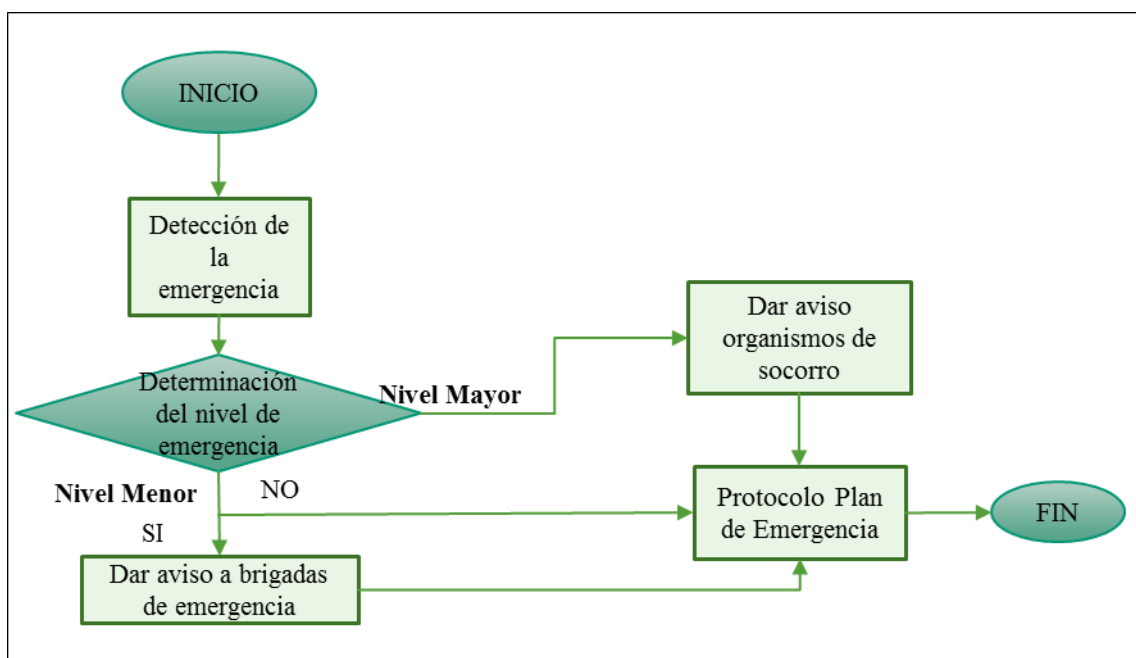 INICIO
Detección de
la
emergencia
Dar aviso
organismos de
socorro
Determinación
del nivel de
emergencia
Nivel Mayor
Nivel Menor
NO
SI
Protocolo Plan
de Emergencia
FIN
Dar aviso a brigadas
de emergencia